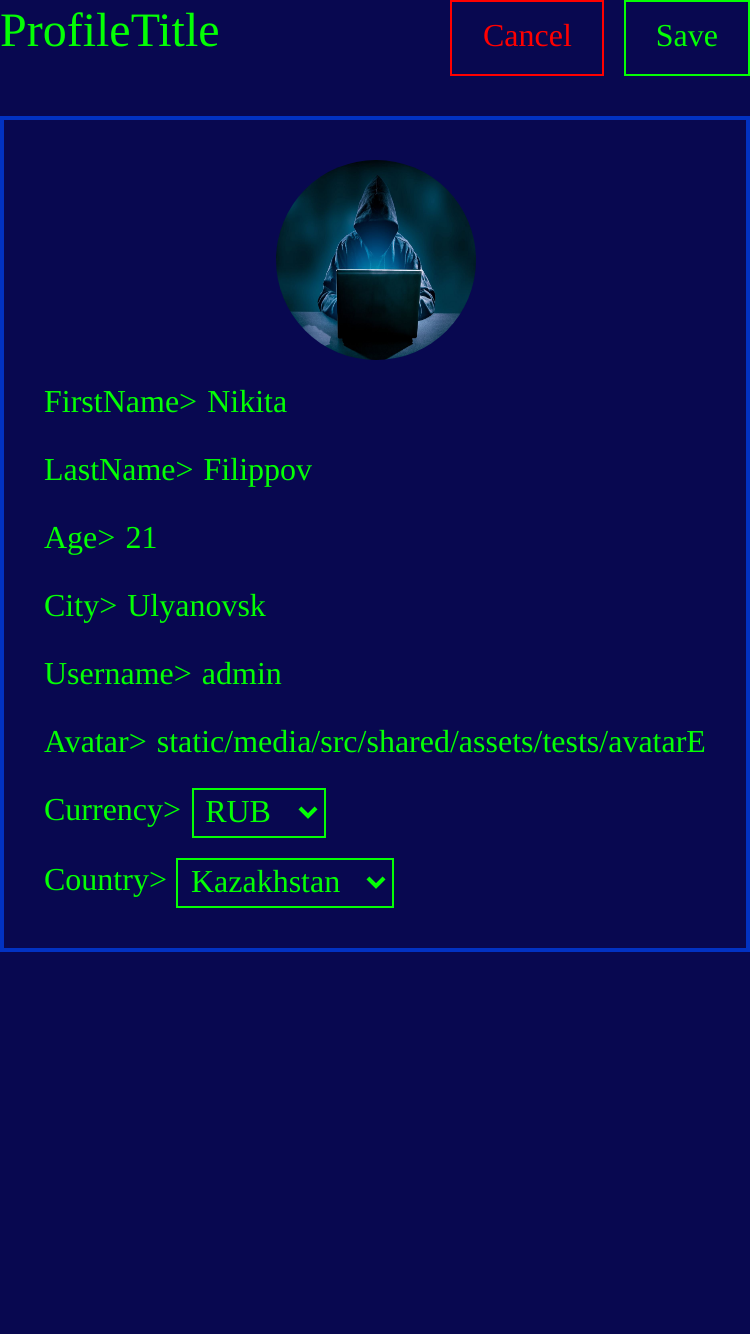 ProfileTitle Cancel Save
FirstName> Nikita
LastName> Filippov
Age> 21
City> Ulyanovsk
Username> admin
Avatar> static/media/src/shared/assets/tests/avatarE
Currency> RUB
Country> Kazakhstan